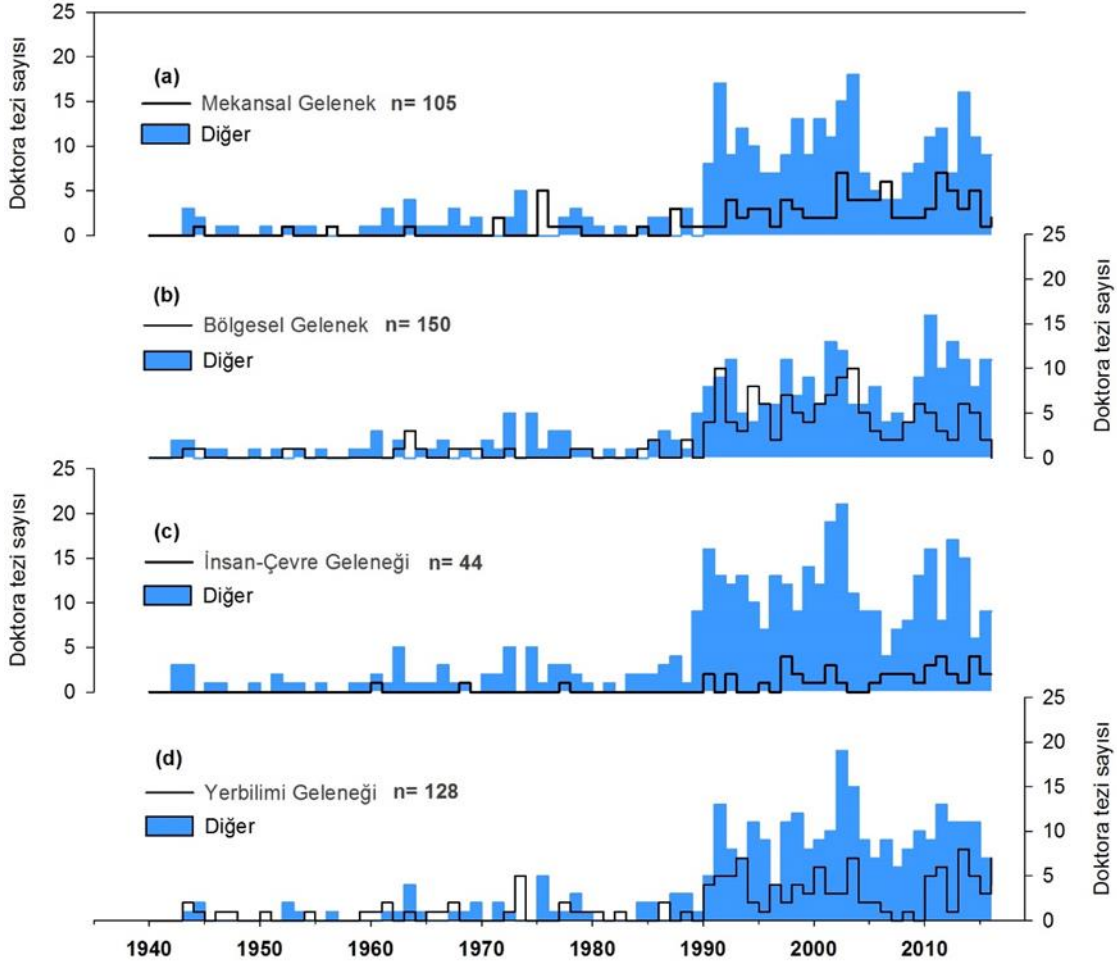 25
20
15
10
5
0
Doktora tezi sayısı
(a)
Mekansal Gelenek n= 105
Diğer
25
20
15
10
5
0
Doktora tezi sayısı
(b)
Bölgesel Gelenek n= 150
Diğer
25
20
15
10
5
0
Doktora tezi sayısı
(c)
İnsan-Çevre Geleneği n= 44
Diğer
25
20
15
10
5
0
Doktora tezi sayısı
(d)
Yerbilimi Geleneği n= 128
Diğer
1940 1950 1960 1970 1980 1990 2000 2010